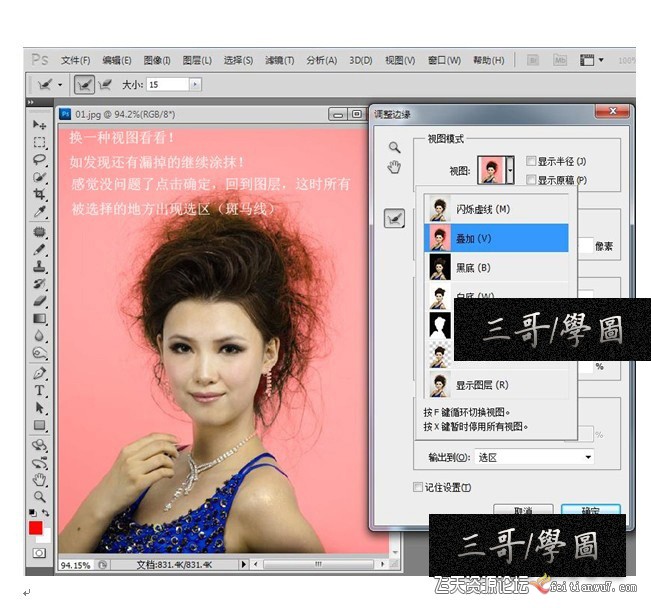 Ps 文件(F) 编辑(E) 图像(I) 图层(L) 选择(S) 滤镜(T) 分析(A) 3D(D) 视图(V) 窗口(W) 帮助(H) Br Mb 100%
大小: 15
01.jpg @ 94.2%(RGB/8*)
换一种视图看看！
如发现还有漏掉的继续涂抹！
感觉没问题了点击确定，回到图层，这时所有
被选择的地方出现选区（斑马线）
94.15% 文档:831.4K/831.4K
调整边缘
视图模式
视图:
显示半径 (J)
显示原稿 (P)
闪烁虚线 (M)
叠加 (V)
黑底 (B)
白底 (W)
显示图层 (R)
按 F 键循环切换视图。
按 X 键暂时停用所有视图。
像素
%
%
输出到(O): 选区
记住设置(T)
取消 确定
三哥/學圖
三哥/學圖
飞天资源论坛 feitianwu7.com